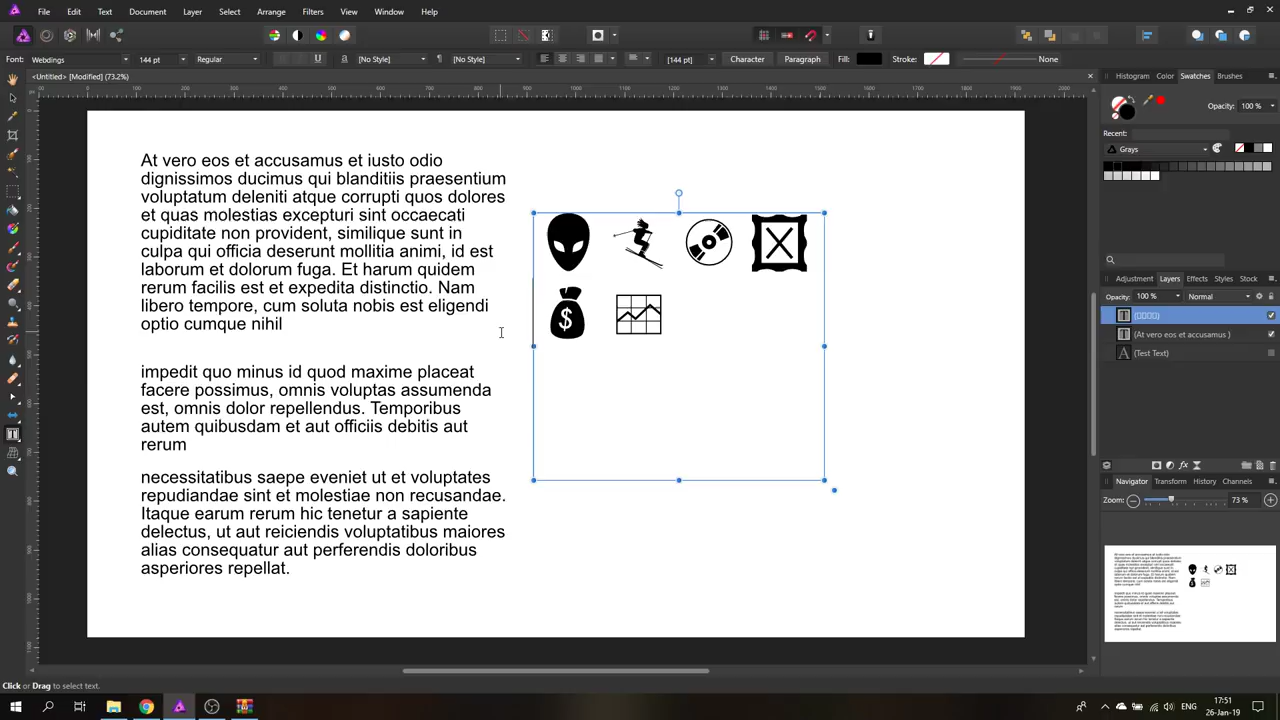 File Edit Text Document Layer Select Arrange Filters View Window Help
Font: Webdings 144 pt Regular U a [No Style] ¶ [No Style] [144 pt] Character Paragraph Fill: Stroke: None
<Untitled> [Modified] (73.2%)
Histogram Color Swatches Brushes
Opacity: 100 %
Recent:
Grays
At vero eos et accusamus et iusto odio
dignissimos ducimus qui blanditiis praesentium
voluptatum deleniti atque corrupti quos dolores
et quas molestias excepturi sint occaecati
cupiditate non provident, similique sunt in
culpa qui officia deserunt mollitia animi, id est
laborum et dolorum fuga. Et harum quidem
rerum facilis est et expedita distinctio. Nam
libero tempore, cum soluta nobis est eligendi
optio cumque nihil
impedit quo minus id quod maxime placeat
facere possimus, omnis voluptas assumenda
est, omnis dolor repellendus. Temporibus
autem quibusdam et aut officiis debitis aut
rerum
necessitatibus saepe eveniet ut et voluptates
repudiandae sint et molestiae non recusandae.
Itaque earum rerum hic tenetur a sapiente
delectus, ut aut reiciendis voluptatibus maiores
alias consequatur aut perferendis doloribus
asperiores repellat.
Adjustment Layers Effects Styles Stock
Opacity: 100 % Normal
(At vero eos et accusamus )
(Test Text)
Navigator Transform History Channels
Zoom: 73 %
Click or Drag to select text.
17:51
26-Jan-19